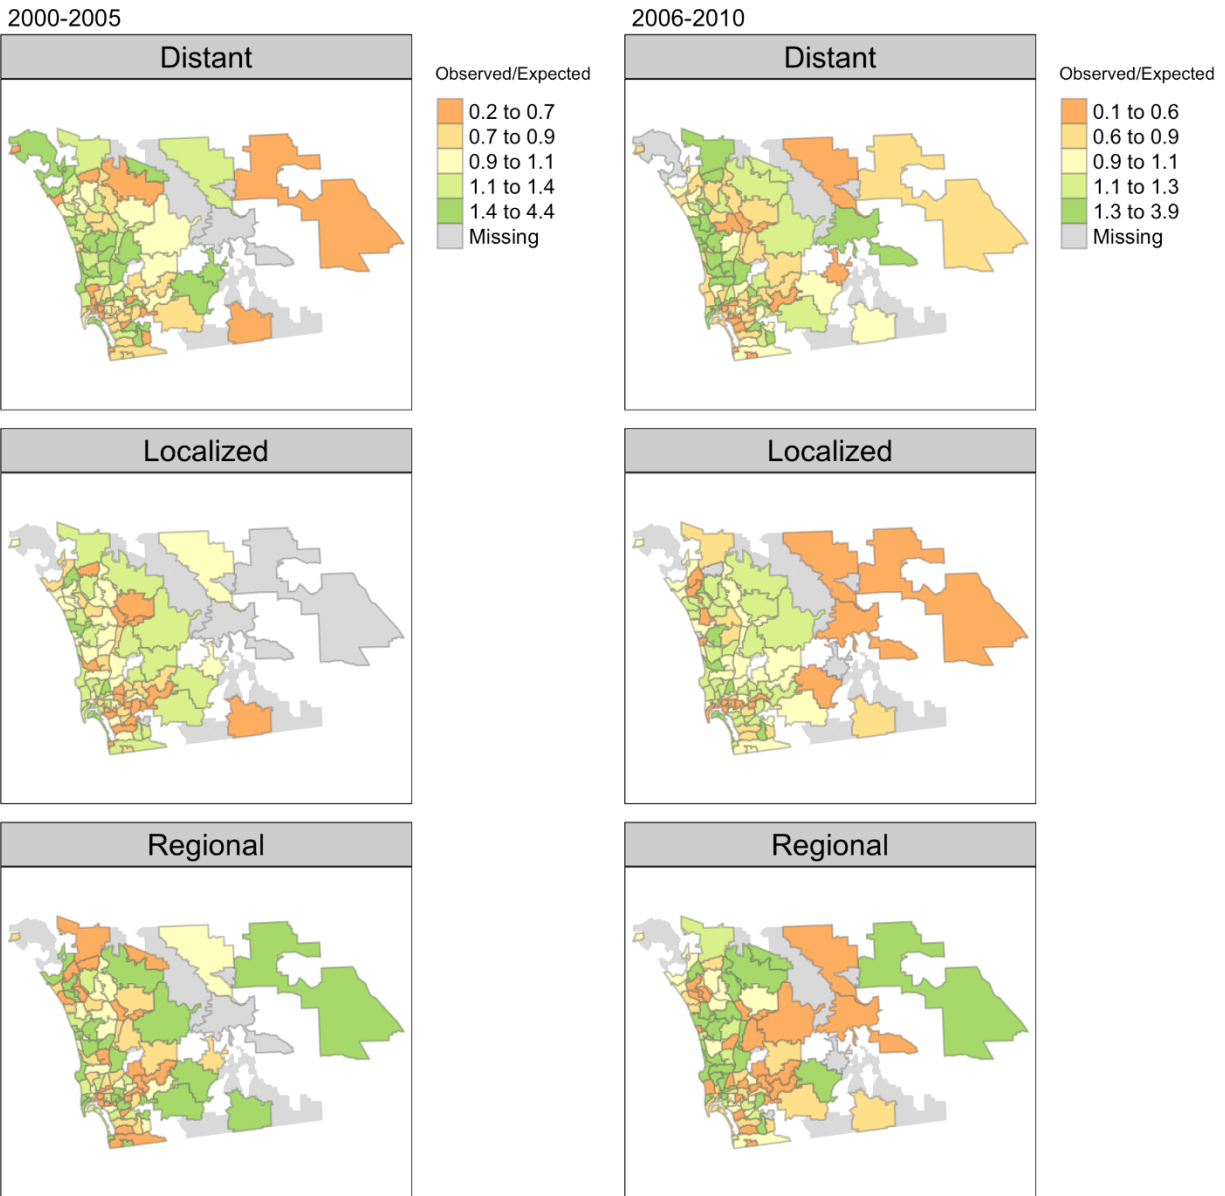 2000-2005
2006-2010
Distant
Observed/Expected
0.2 to 0.7
0.7 to 0.9
0.9 to 1.1
1.1 to 1.4
1.4 to 4.4
Missing
Distant
Observed/Expected
0.1 to 0.6
0.6 to 0.9
0.9 to 1.1
1.1 to 1.3
1.3 to 3.9
Missing
Localized
Localized
Regional
Regional